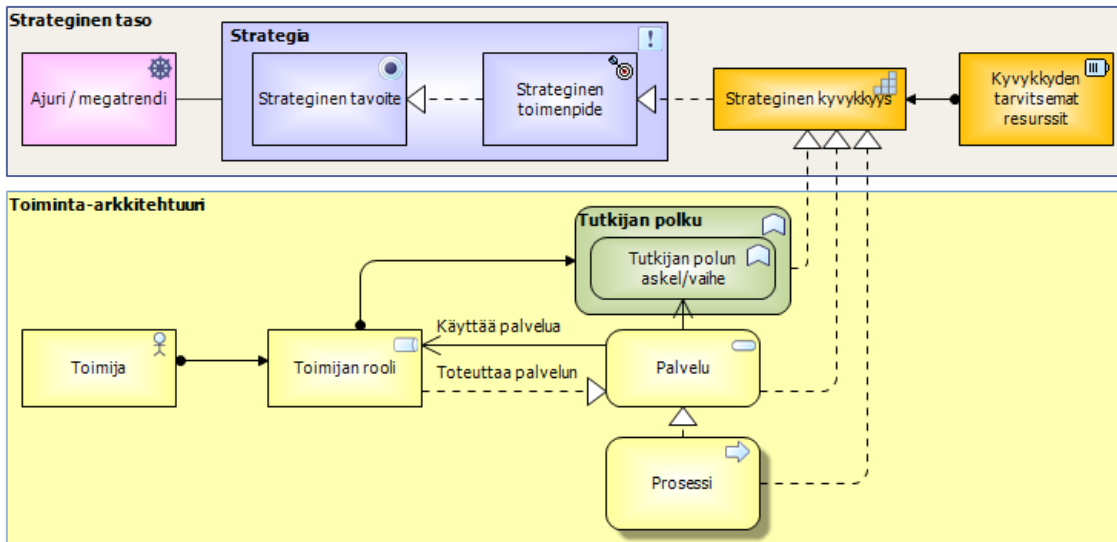 Strateginen taso
Strategia
Ajuri / megatrendi
Strateginen tavoite
Strateginen
toimenpide
Strateginen kyvykkyys
Kyvykkyden
tarvitsemat
resurssit
Toiminta-arkkitehtuuri
Tutkijan polku
Tutkijan polun
askel/vaihe
Käyttää palvelua
Toimija
Toimijan rooli
Toteuttaa palvelun
Palvelu
Prosessi